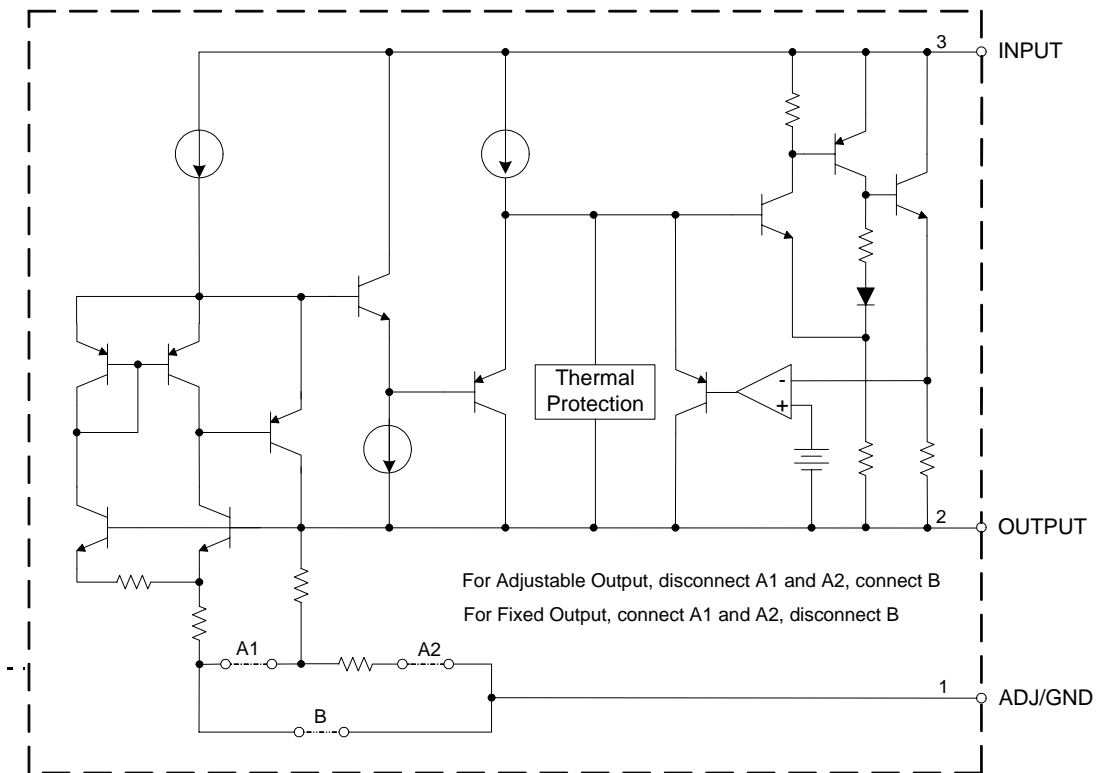 3
INPUT
Thermal
Protection
-
+
2
OUTPUT
For Adjustable Output, disconnect A1 and A2, connect B
For Fixed Output, connect A1 and A2, disconnect B
A1
A2
1
ADJ/GND
B